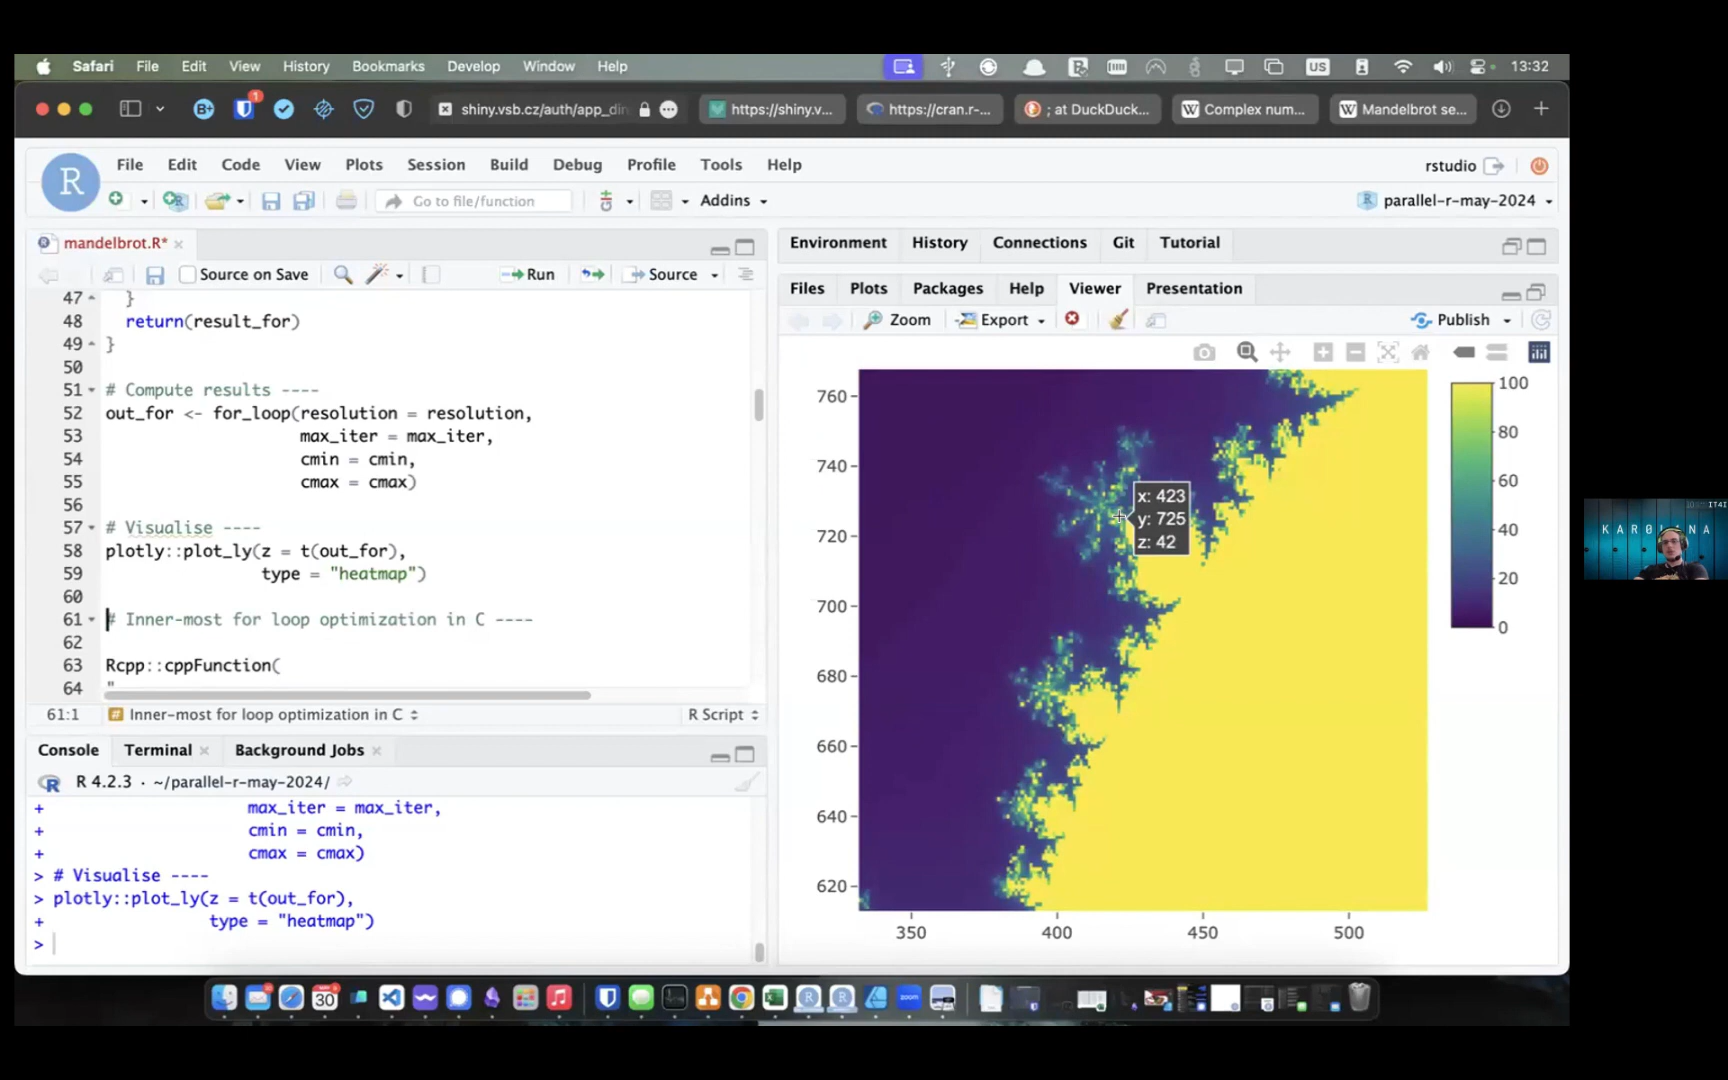 Safari File Edit View History Bookmarks Develop Window Help US 13:32
1 shiny.vsb.cz/auth/app_din https://shiny.v... https://cran.r-... ; at DuckDuck... W Complex num... W Mandelbrot se...
R File Edit Code View Plots Session Build Debug Profile Tools Help rstudio
Go to file/function Addins parallel-r-may-2024
mandelbrot.R*
Source on Save Run Source
47 }
48 return(result_for)
49 }
50
51 # Compute results ----
52 out_for <- for_loop(resolution = resolution,
53 max_iter = max_iter,
54 cmin = cmin,
55 cmax = cmax)
56
57 # Visualise ----
58 plotly::plot_ly(z = t(out_for),
59 type = "heatmap")
60
61 # Inner-most for loop optimization in C ----
62
63 Rcpp::cppFunction(
64 "
61:1 # Inner-most for loop optimization in C R Script
Console Terminal Background Jobs
R 4.2.3 · ~/parallel-r-may-2024/
+ max_iter = max_iter,
+ cmin = cmin,
+ cmax = cmax)
> # Visualise ----
> plotly::plot_ly(z = t(out_for),
+ type = "heatmap")
>
Environment History Connections Git Tutorial
Files Plots Packages Help Viewer Presentation
Zoom Export Publish
760
740
720
700
680
660
640
620
350 400 450 500
x: 423
y: 725
z: 42
100
80
60
40
20
0
IT4I
KAROLINA
30
zoom